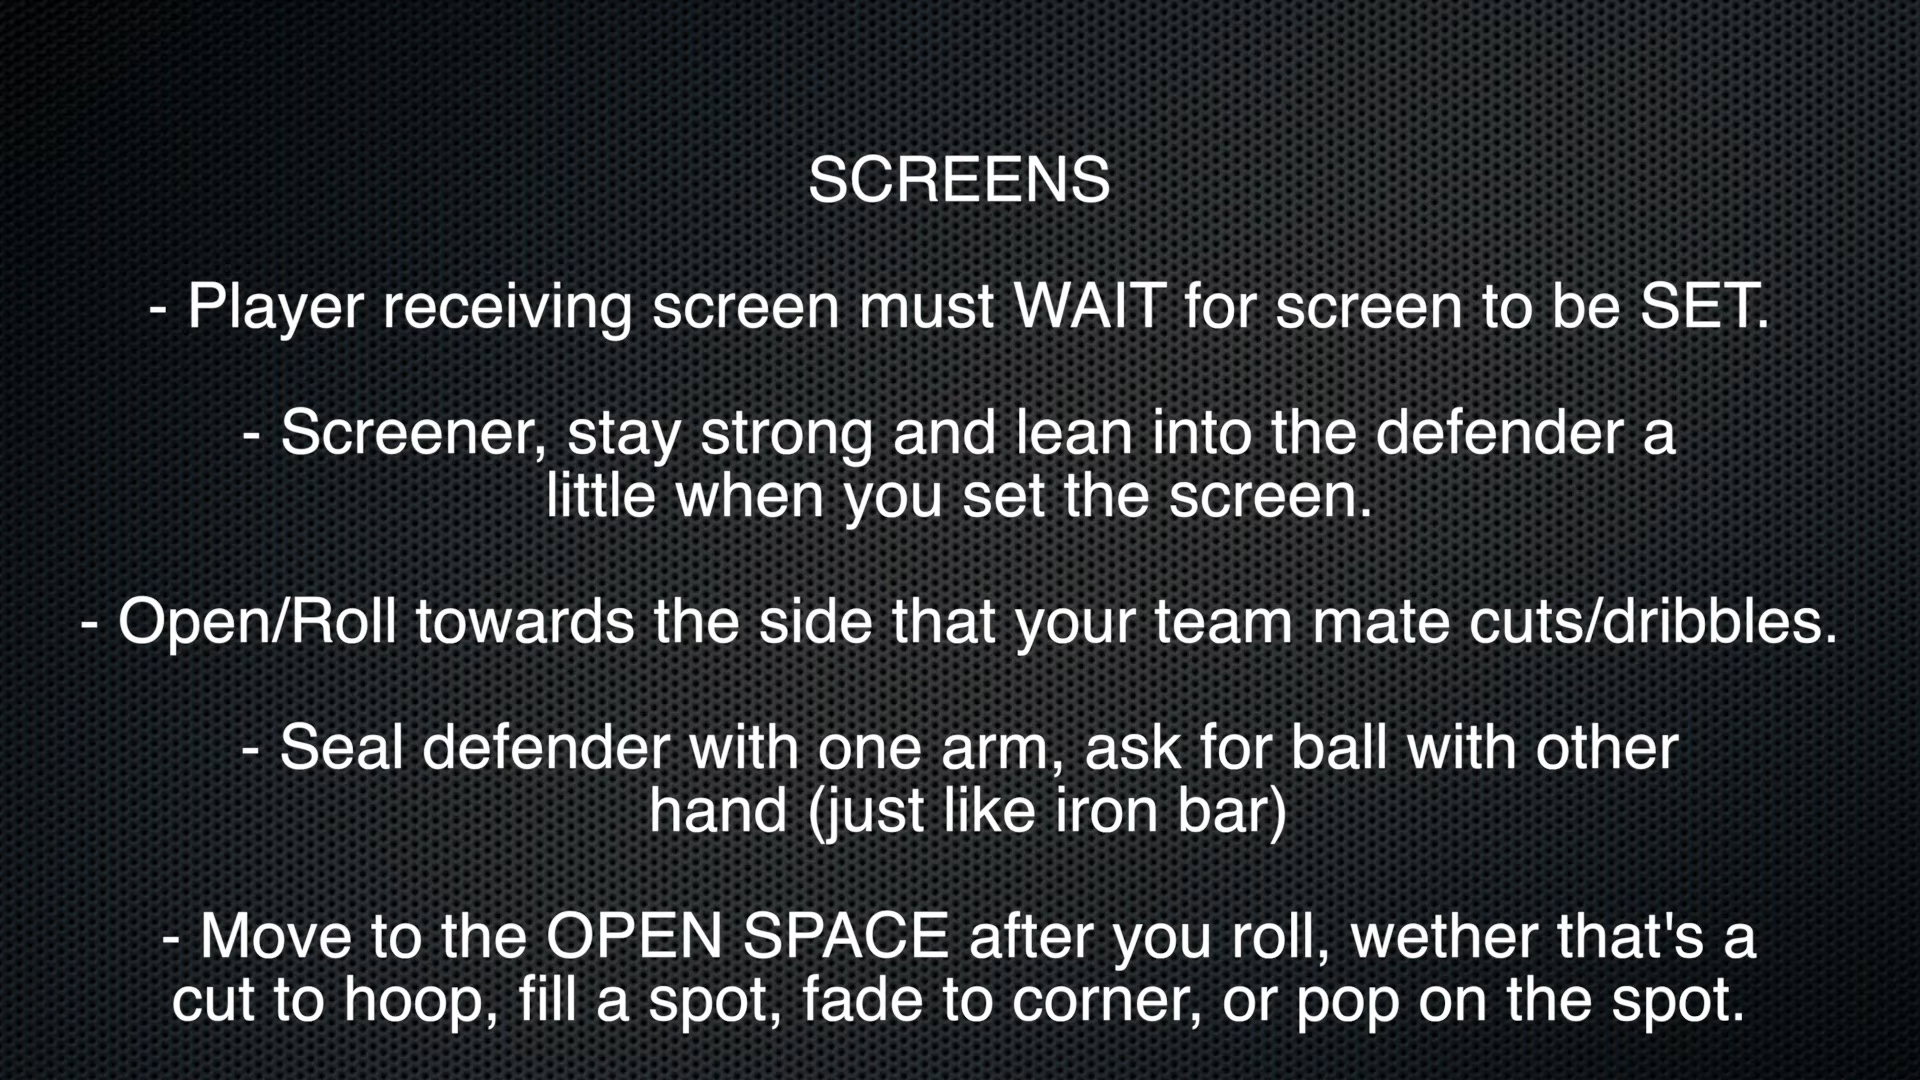 SCREENS
- Player receiving screen must WAIT for screen to be SET.
- Screener, stay strong and lean into the defender a
little when you set the screen.
- Open/Roll towards the side that your team mate cuts/dribbles.
- Seal defender with one arm, ask for ball with other
hand (just like iron bar)
- Move to the OPEN SPACE after you roll, wether that's a
cut to hoop, fill a spot, fade to corner, or pop on the spot.